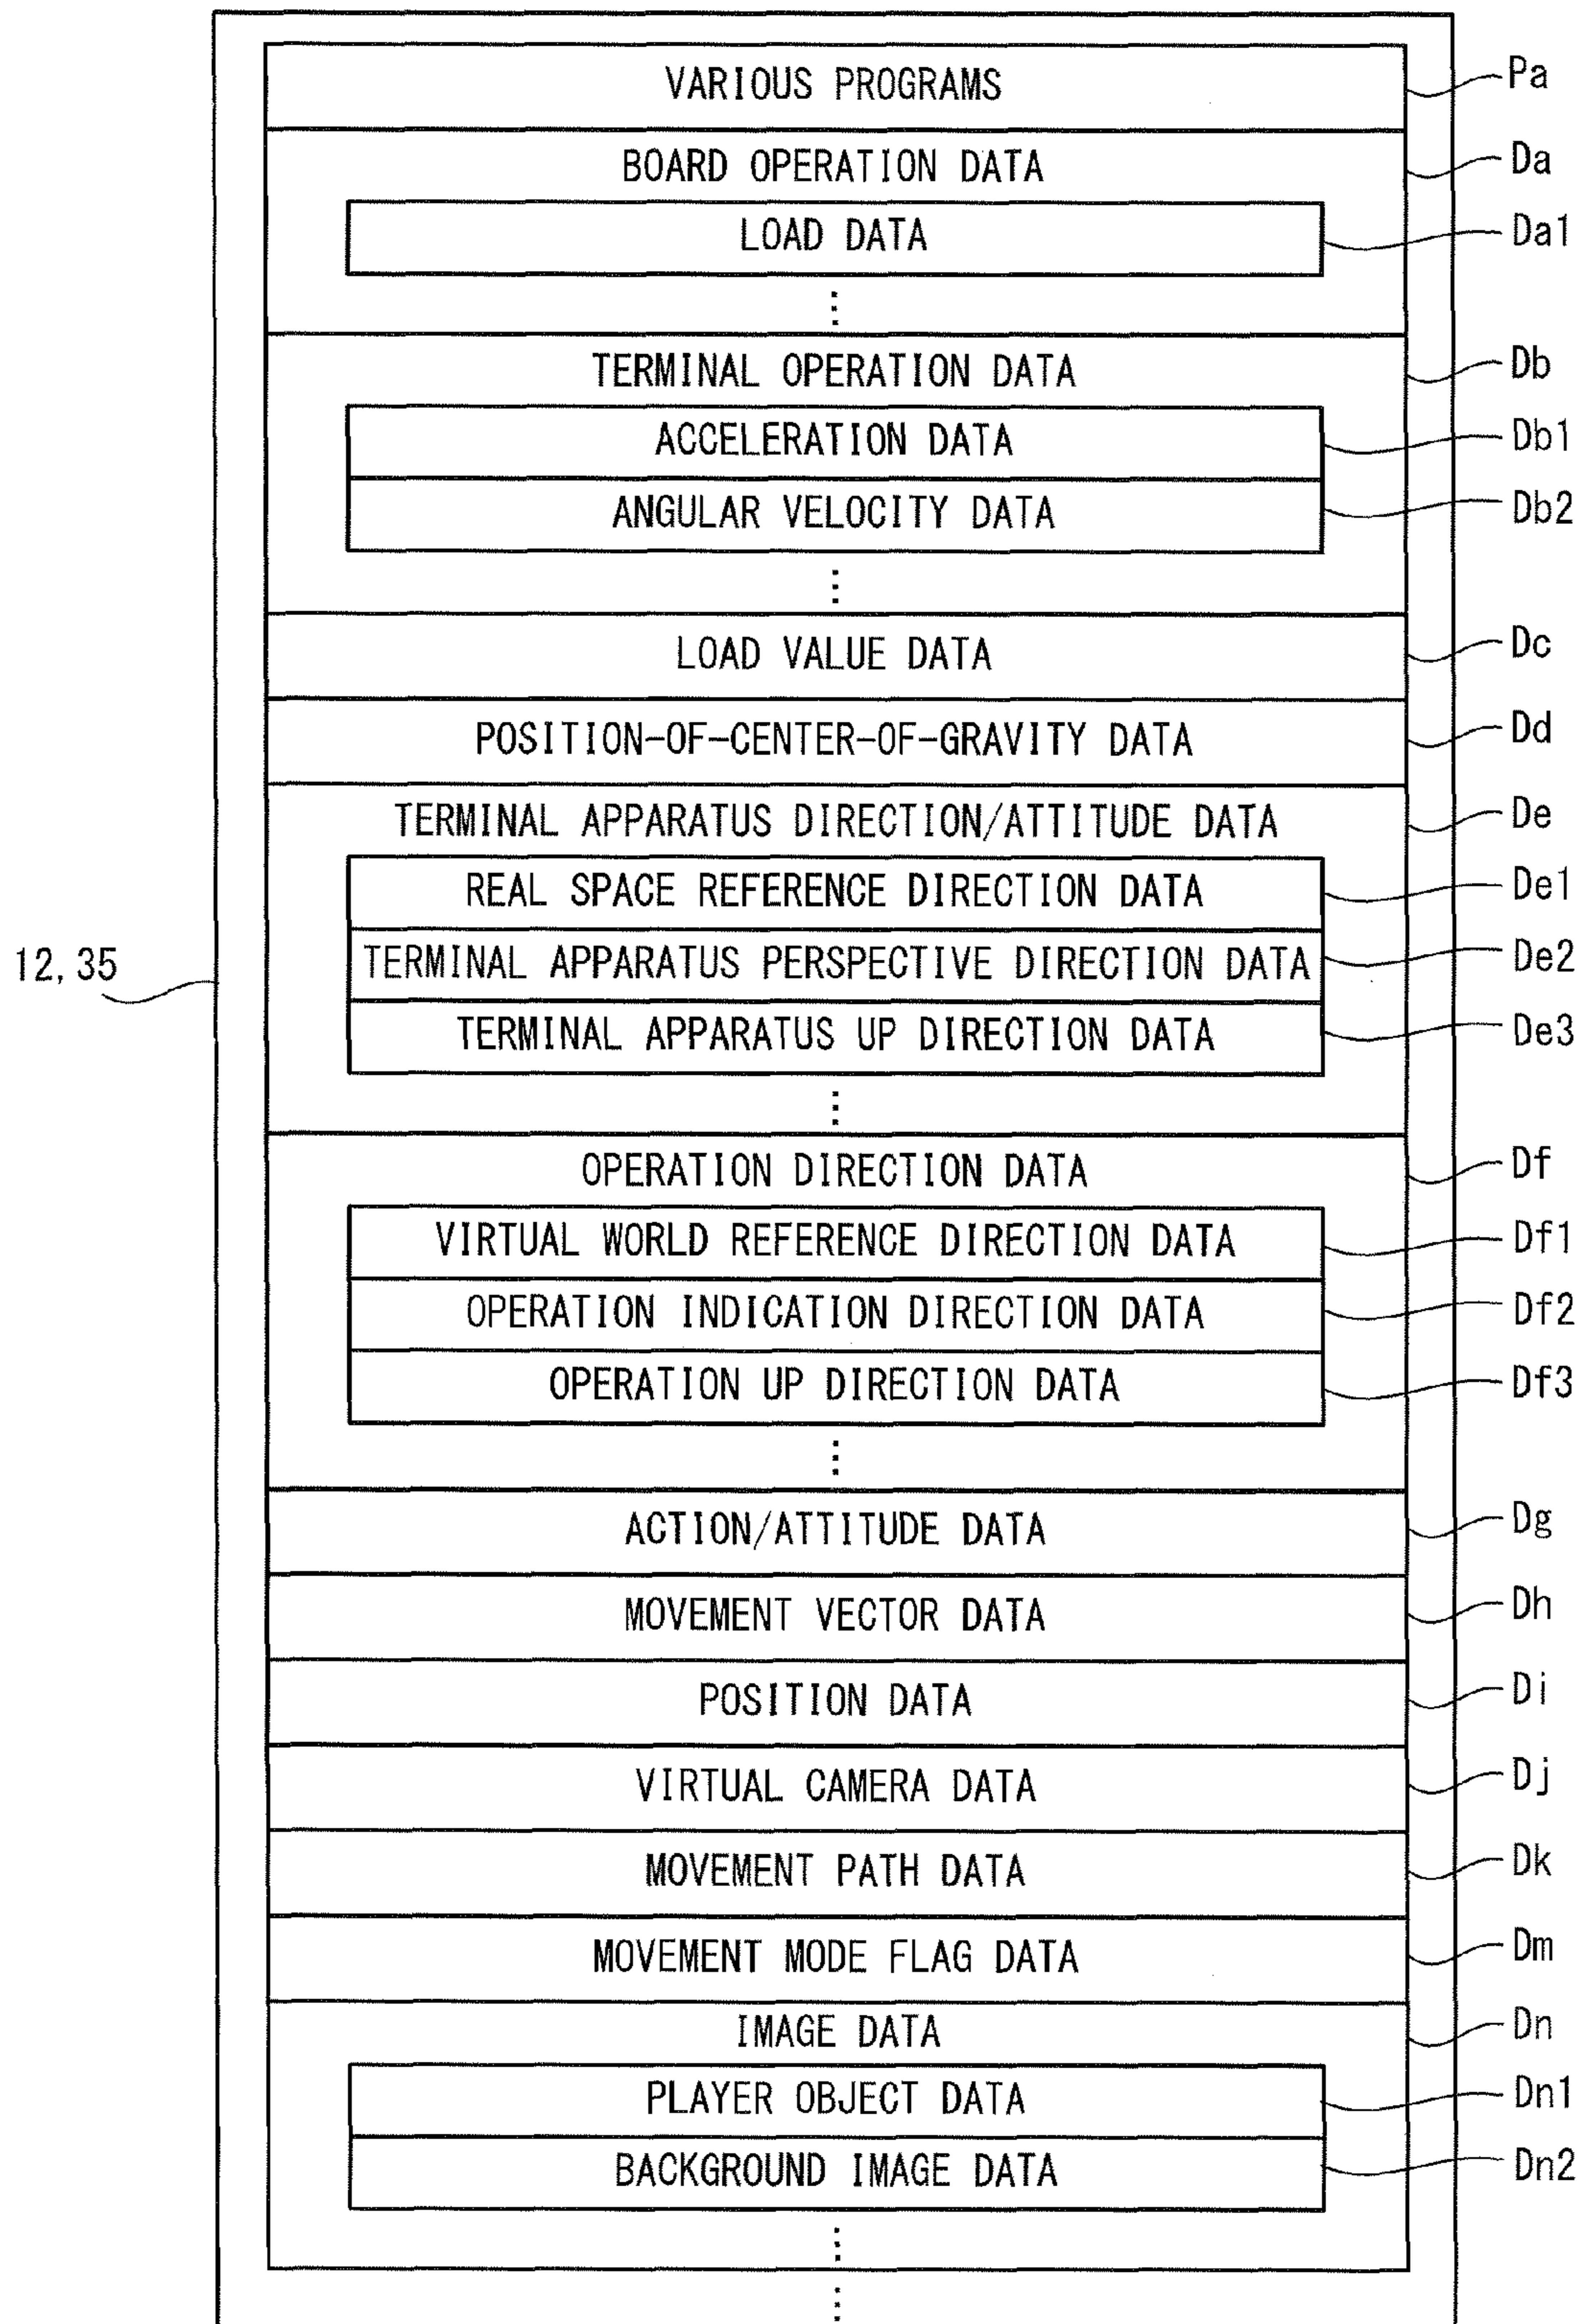 VARIOUS PROGRAMS Pa
BOARD OPERATION DATA Da
LOAD DATA Da1
TERMINAL OPERATION DATA Db
ACCELERATION DATA Db1
ANGULAR VELOCITY DATA Db2
LOAD VALUE DATA Dc
POSITION-OF-CENTER-OF-GRAVITY DATA Dd
TERMINAL APPARATUS DIRECTION/ATTITUDE DATA De
REAL SPACE REFERENCE DIRECTION DATA De1
12, 35
TERMINAL APPARATUS PERSPECTIVE DIRECTION DATA De2
TERMINAL APPARATUS UP DIRECTION DATA De3
OPERATION DIRECTION DATA Df
VIRTUAL WORLD REFERENCE DIRECTION DATA Df1
OPERATION INDICATION DIRECTION DATA Df2
OPERATION UP DIRECTION DATA Df3
ACTION/ATTITUDE DATA Dg
MOVEMENT VECTOR DATA Dh
POSITION DATA Di
VIRTUAL CAMERA DATA Dj
MOVEMENT PATH DATA Dk
MOVEMENT MODE FLAG DATA Dm
IMAGE DATA Dn
PLAYER OBJECT DATA Dn1
BACKGROUND IMAGE DATA Dn2